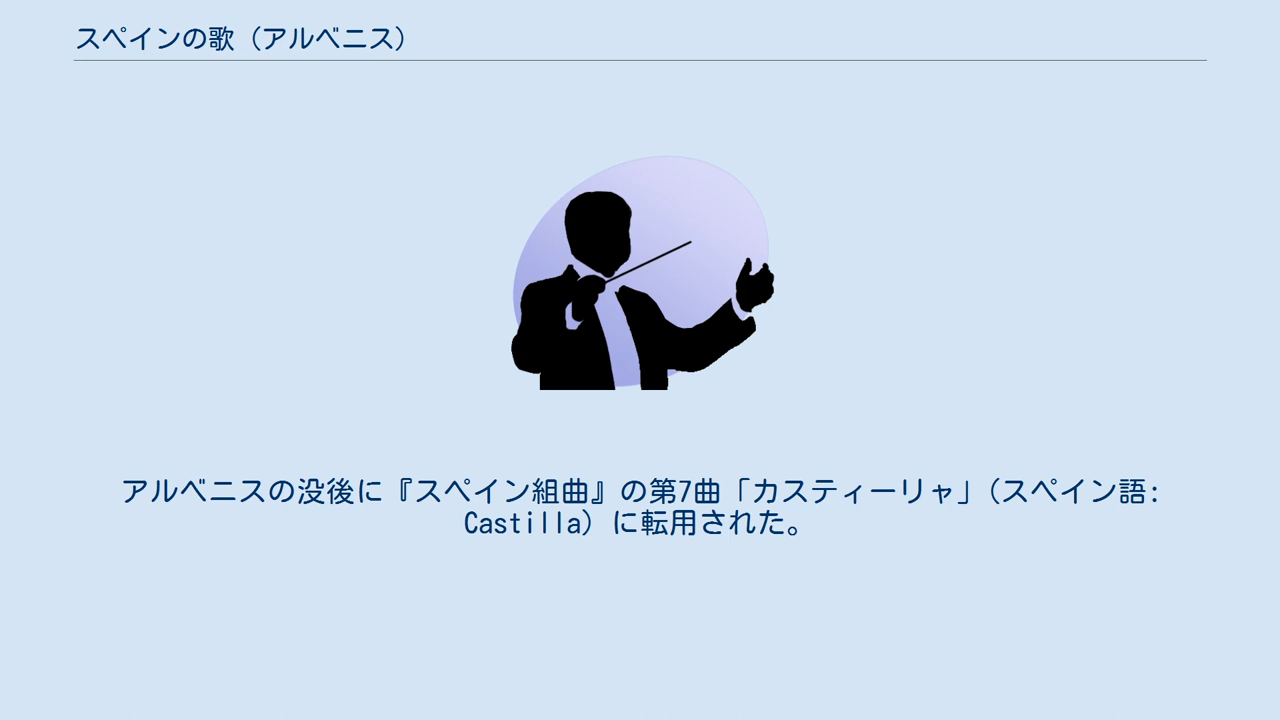 スペインの歌（アルベニス）
アルベニスの没後に『スペイン組曲』の第7曲「カスティーリャ」（スペイン語:
Castilla）に転用された。